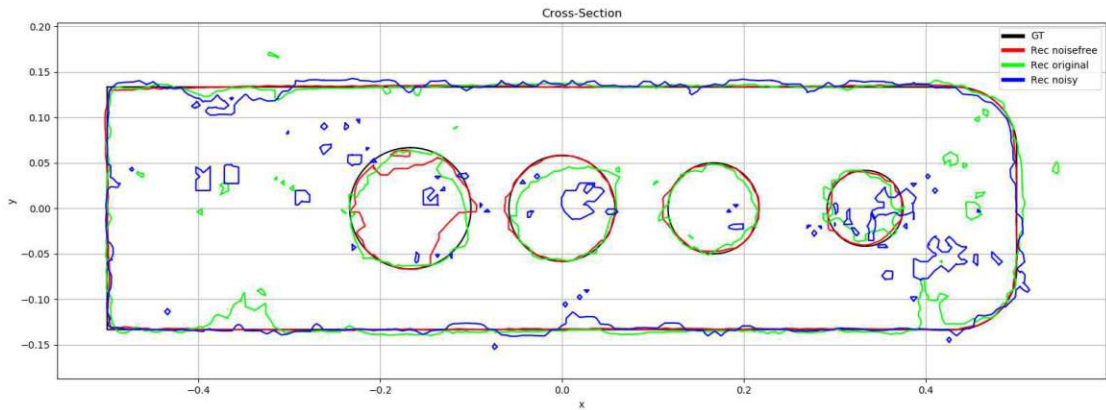 Cross-Section
0.20
0.15
0.10
0.05
0.00
−0.05
−0.10
−0.15
y
−0.4
−0.2
0.0
0.2
0.4
x
GT
Rec noisefree
Rec original
Rec noisy